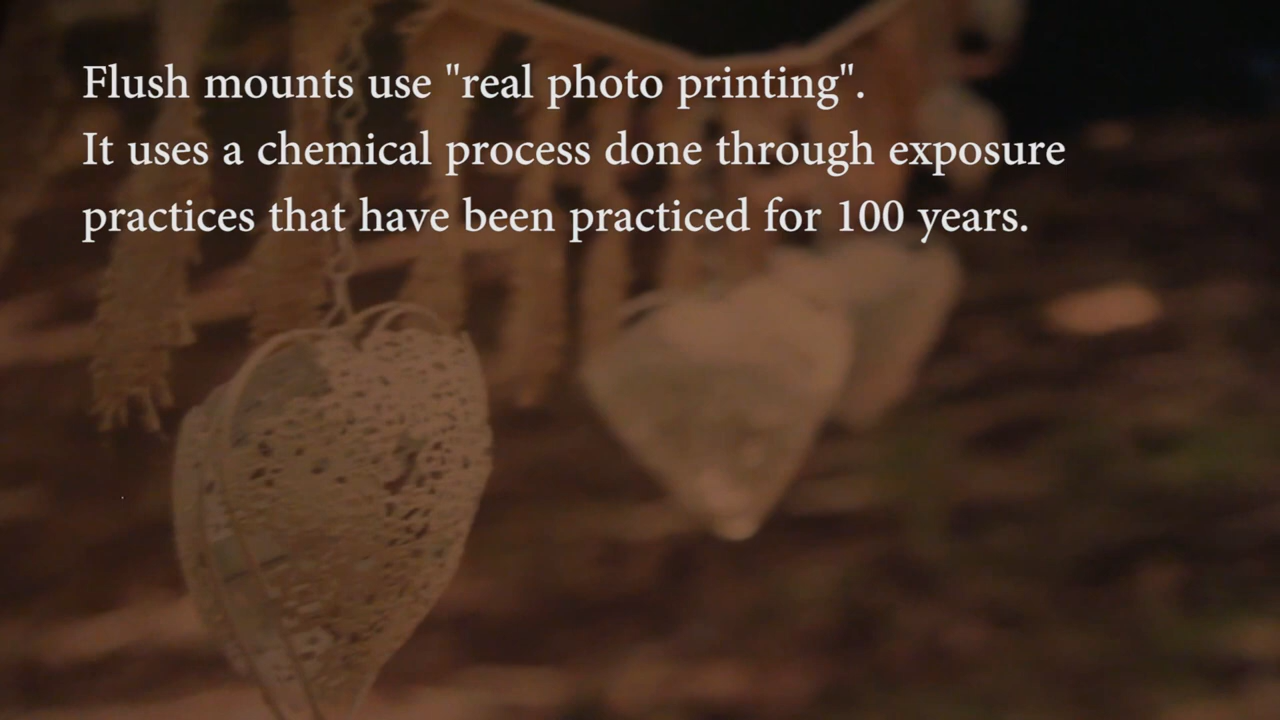 Flush mounts use "real photo printing".
It uses a chemical process done through exposure
practices that have been practiced for 100 years.